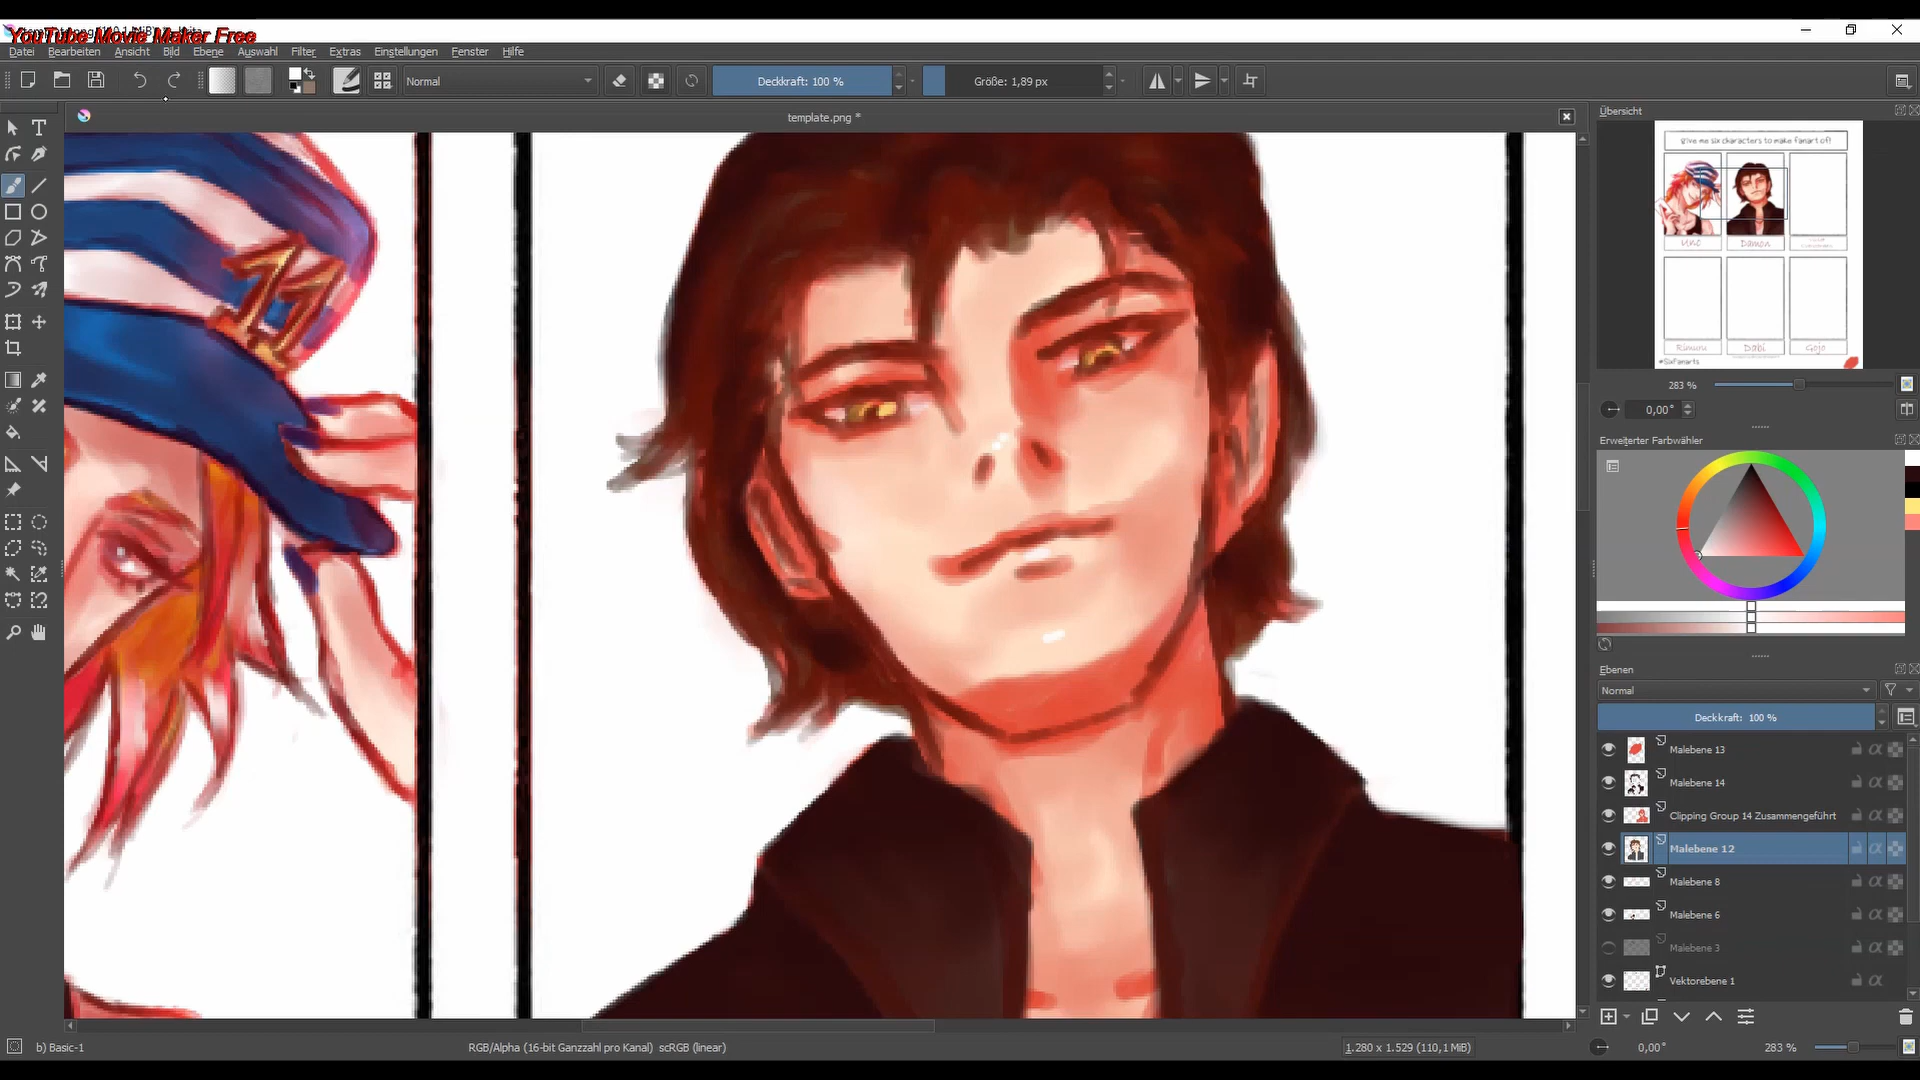 YouTube Movie Maker Free
Datei Bearbeiten Ansicht Bild Ebene Auswahl Filter Extras Einstellungen Fenster Hilfe
Normal
Deckkraft: 100 %
Größe: 1,89 px
template.png *
Übersicht
give me six characters to make fanart of!
11
Uno Damon
Rimuru Dabi Gojo
#SixFanarts
283 %
0,00°
Erweiterter Farbwähler
Ebenen
Normal
Deckkraft: 100 %
Malebene 13
Malebene 14
Clipping Group 14 Zusammengeführt
Malebene 12
Malebene 8
Malebene 6
Malebene 3
Vektorebene 1
b) Basic-1
RGB/Alpha (16-bit Ganzzahl pro Kanal) scRGB (linear)
1.280 x 1.529 (110,1 MiB)
0,00°
283 %